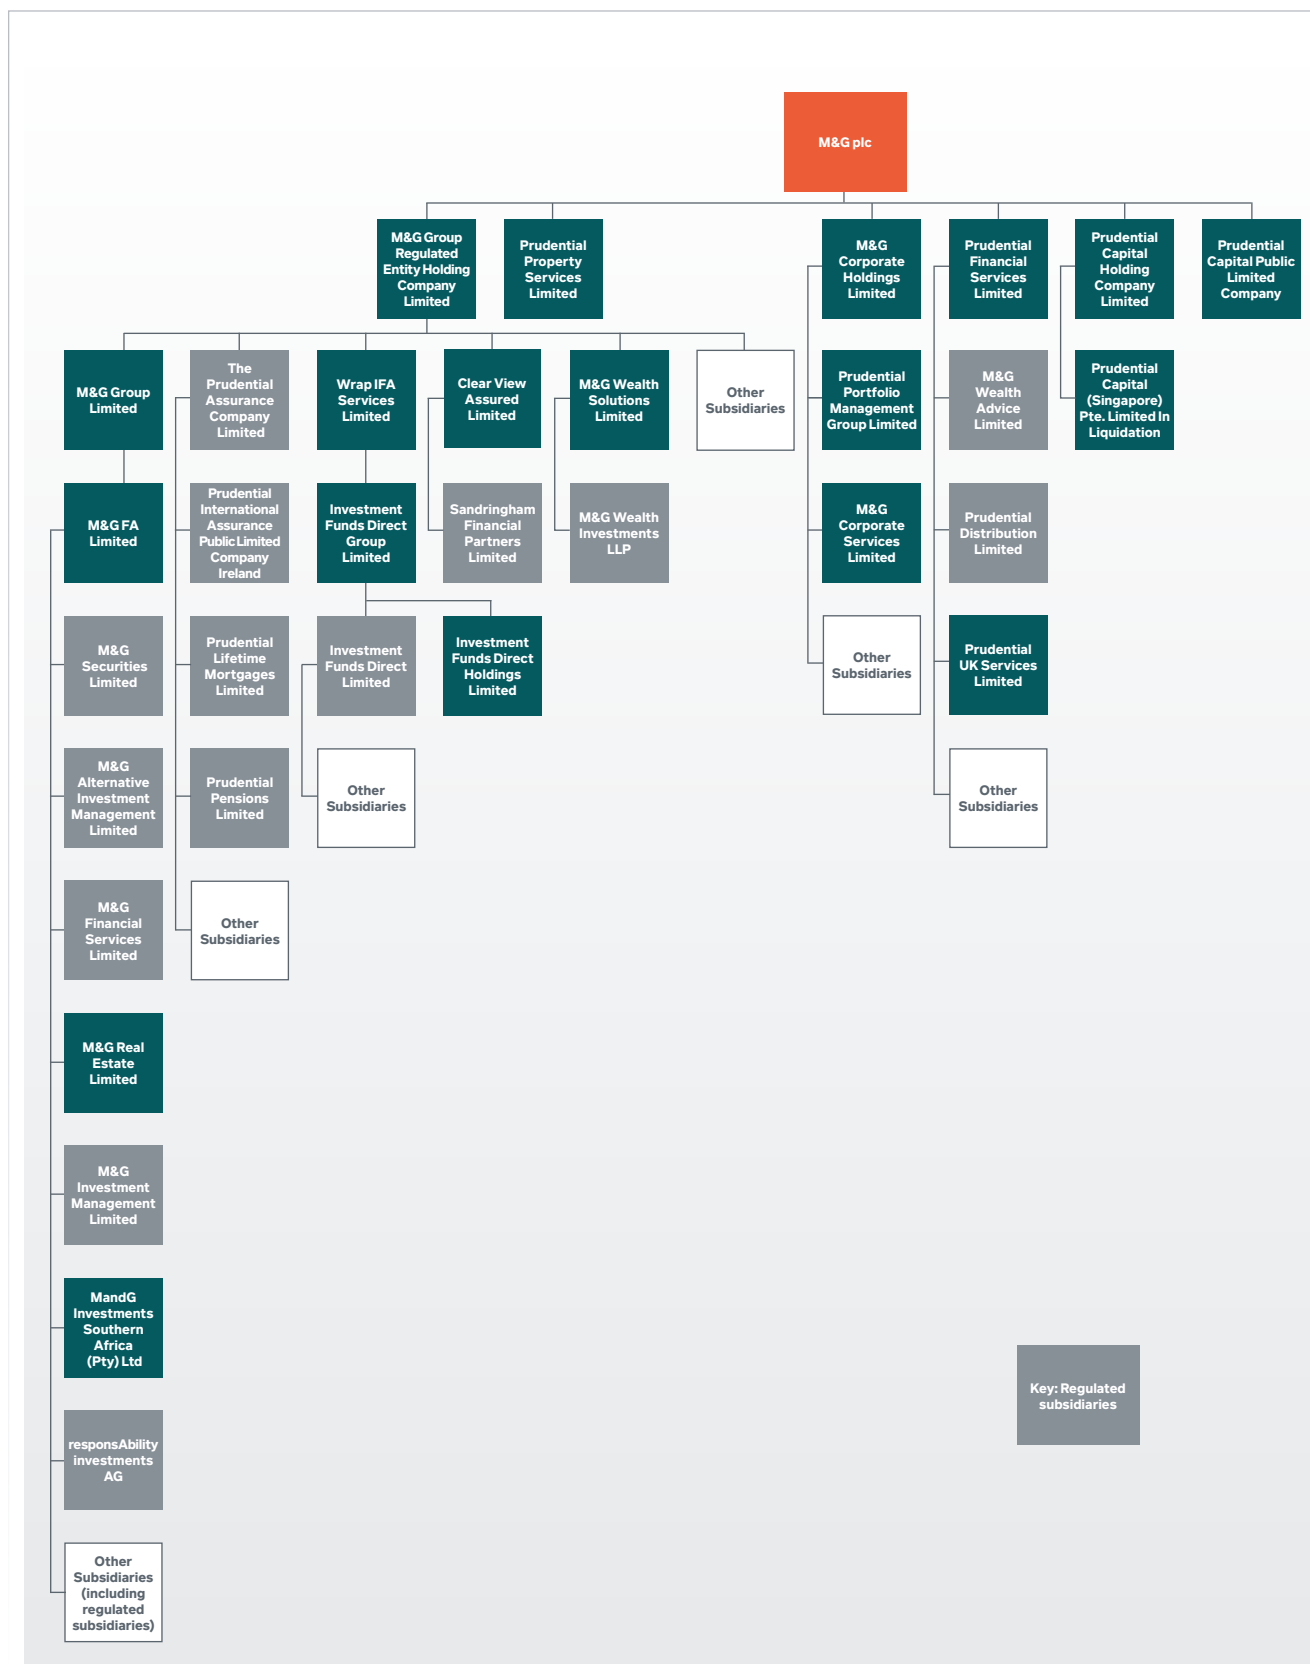 M&G plc
M&G Group
Regulated
Entity Holding
Company
Limited
Prudential
Property
Services
Limited
M&G
Corporate
Holdings
Limited
Prudential
Financial
Services
Limited
Prudential
Capital
Holding
Company
Limited
Prudential
Capital Public
Limited
Company
M&G Group
Limited
The
Prudential
Assurance
Company
Limited
Wrap IFA
Services
Limited
Clear View
Assured
Limited
M&G Wealth
Solutions
Limited
Other
Subsidiaries
Prudential
Portfolio
Management
Group Limited
M&G
Wealth
Advice
Limited
Prudential
Capital
(Singapore)
Pte. Limited In
Liquidation
M&G FA
Limited
Prudential
International
Assurance
Public Limited
Company
Ireland
Investment
Funds Direct
Group
Limited
Sandringham
Financial
Partners
Limited
M&G Wealth
Investments
LLP
M&G
Corporate
Services
Limited
Prudential
Distribution
Limited
M&G
Securities
Limited
Prudential
Lifetime
Mortgages
Limited
Investment
Funds Direct
Limited
Investment
Funds Direct
Holdings
Limited
Other
Subsidiaries
Prudential
UK Services
Limited
M&G
Alternative
Investment
Management
Limited
Prudential
Pensions
Limited
Other
Subsidiaries
Other
Subsidiaries
M&G
Financial
Services
Limited
Other
Subsidiaries
M&G Real
Estate
Limited
M&G
Investment
Management
Limited
MandG
Investments
Southern
Africa
(Pty) Ltd
Key: Regulated
subsidiaries
responsAbility
investments
AG
Other
Subsidiaries
(including
regulated
subsidiaries)